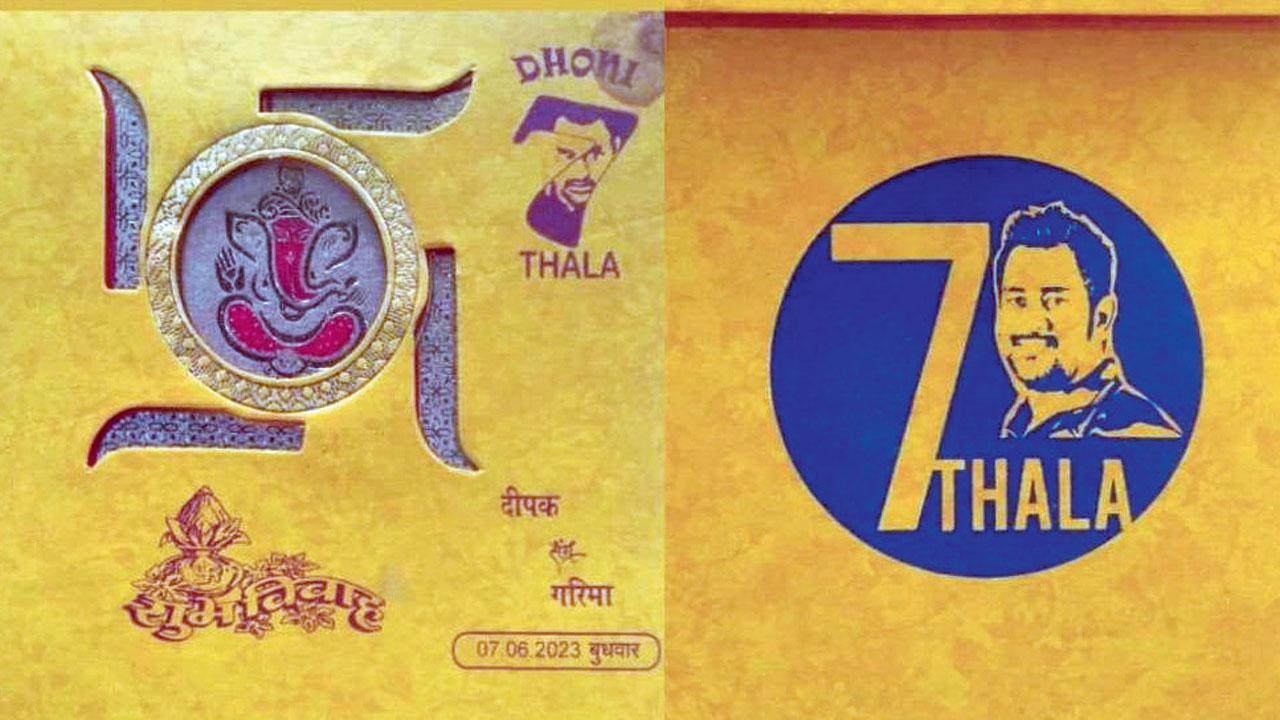 DHONI
7
THALA
शुभ विवाह
दीपक
संग
गरिमा
07.06.2023 बुधवार
7
THALA